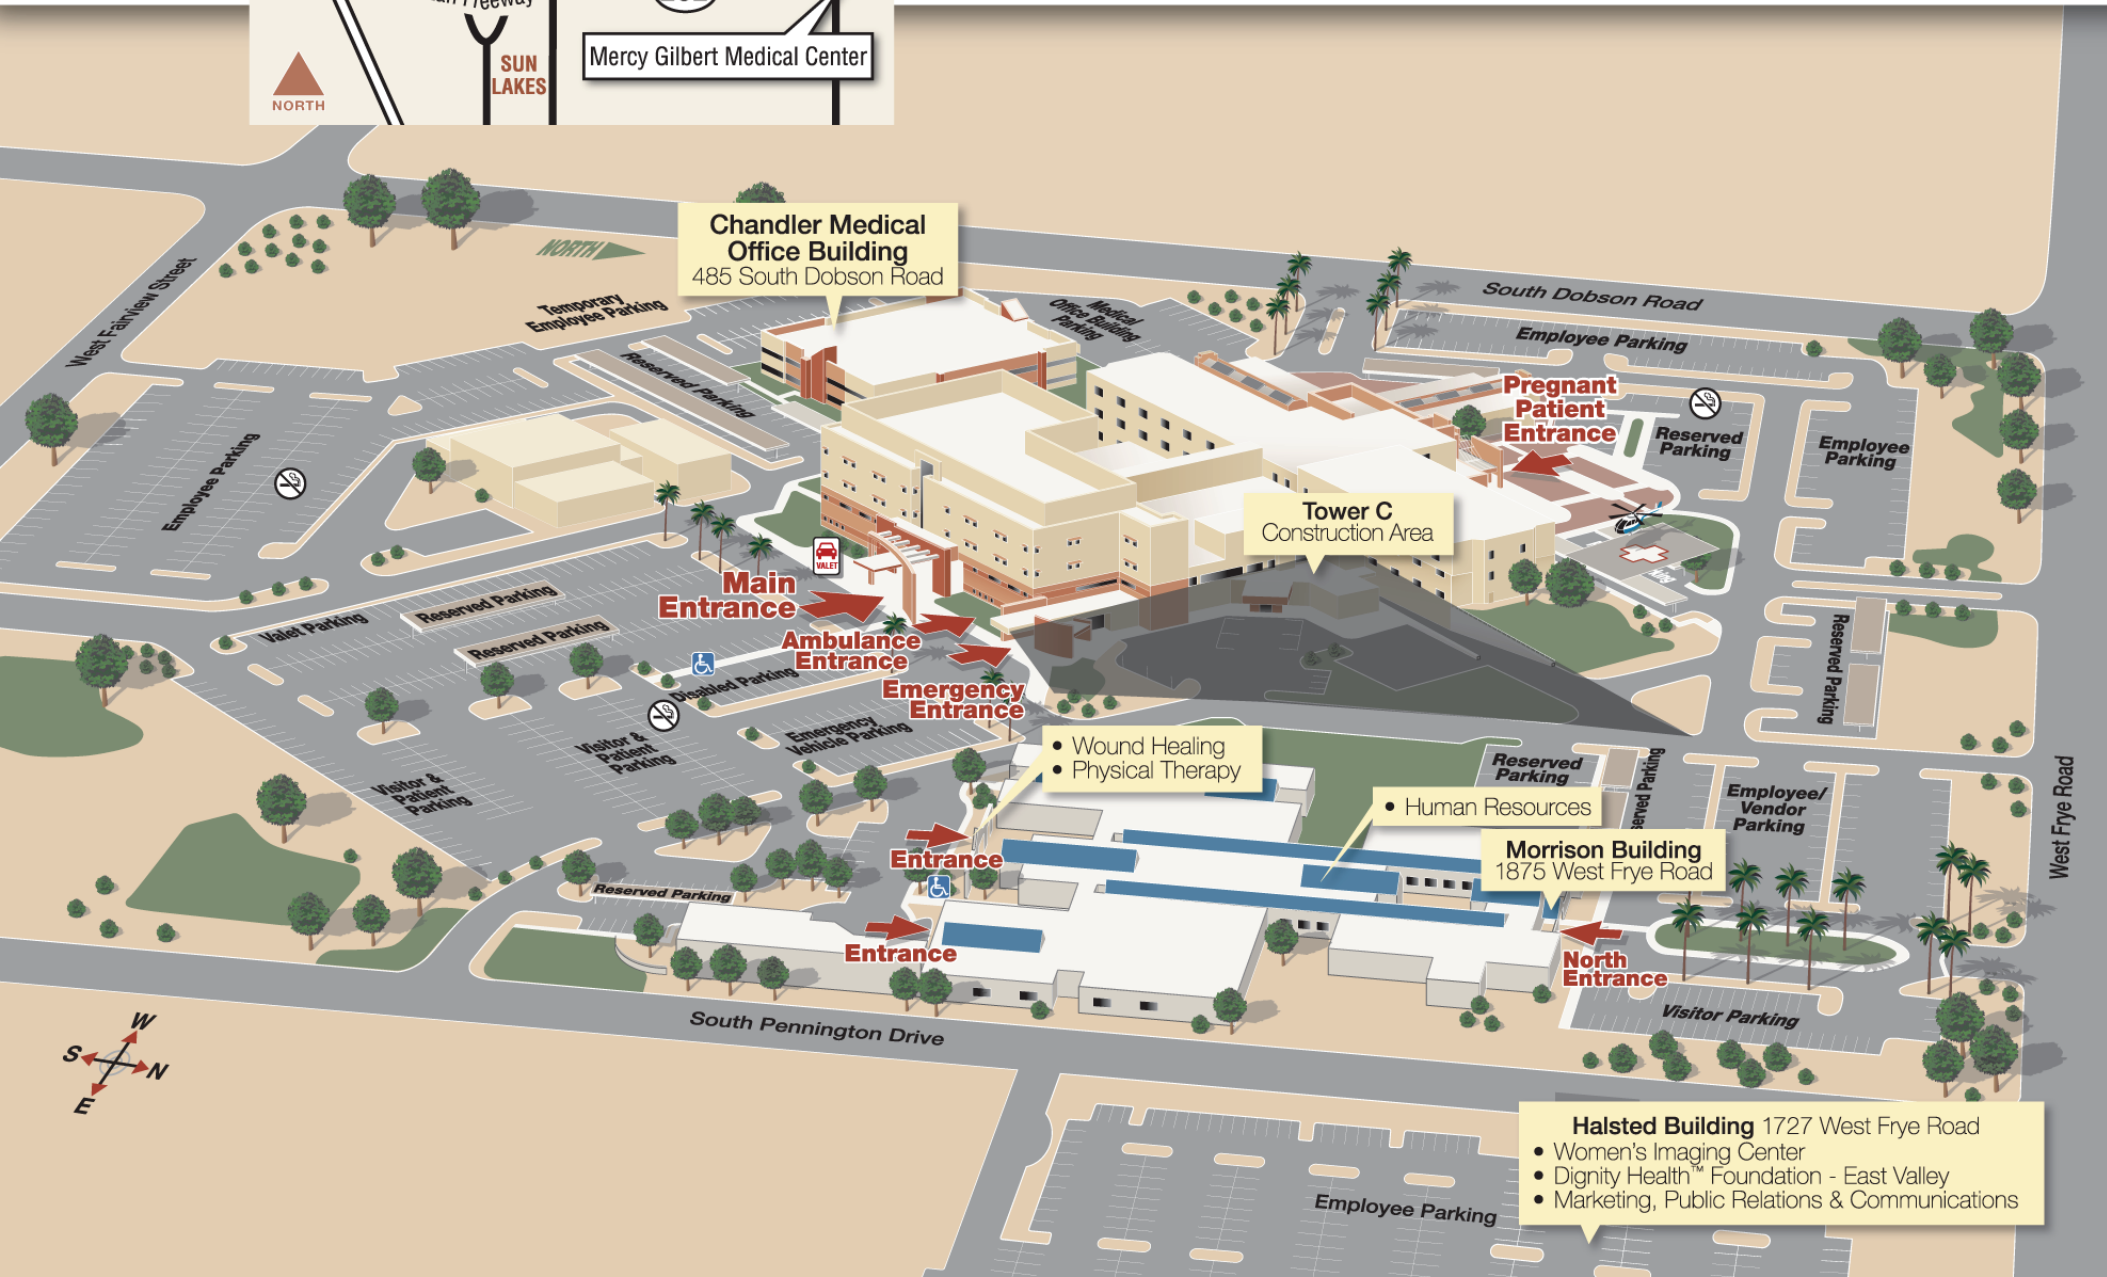 Freeway
SUN
LAKES
Mercy Gilbert Medical Center
NORTH
NORTH
Chandler Medical
Office Building
485 South Dobson Road
West Fairview Street
Temporary
Employee Parking
Medical
Office Building
Parking
South Dobson Road
Employee Parking
Reserved Parking
Pregnant
Patient
Entrance
Reserved
Parking
Employee
Parking
Employee Parking
Tower C
Construction Area
VALET
Main
Entrance
Valet Parking
Reserved Parking
Reserved Parking
Ambulance
Entrance
Disabled Parking
Emergency
Entrance
Emergency
Vehicle Parking
Visitor &
Patient
Parking
Visitor &
Patient
Parking
Reserved Parking
• Wound Healing
• Physical Therapy
Reserved
Parking
Reserved Parking
Employee/
Vendor
Parking
West Frye Road
• Human Resources
Morrison Building
1875 West Frye Road
Entrance
Reserved Parking
Entrance
North
Entrance
Visitor Parking
South Pennington Drive
W
S
N
E
Halsted Building 1727 West Frye Road
• Women's Imaging Center
• Dignity Health™ Foundation - East Valley
• Marketing, Public Relations & Communications
Employee Parking